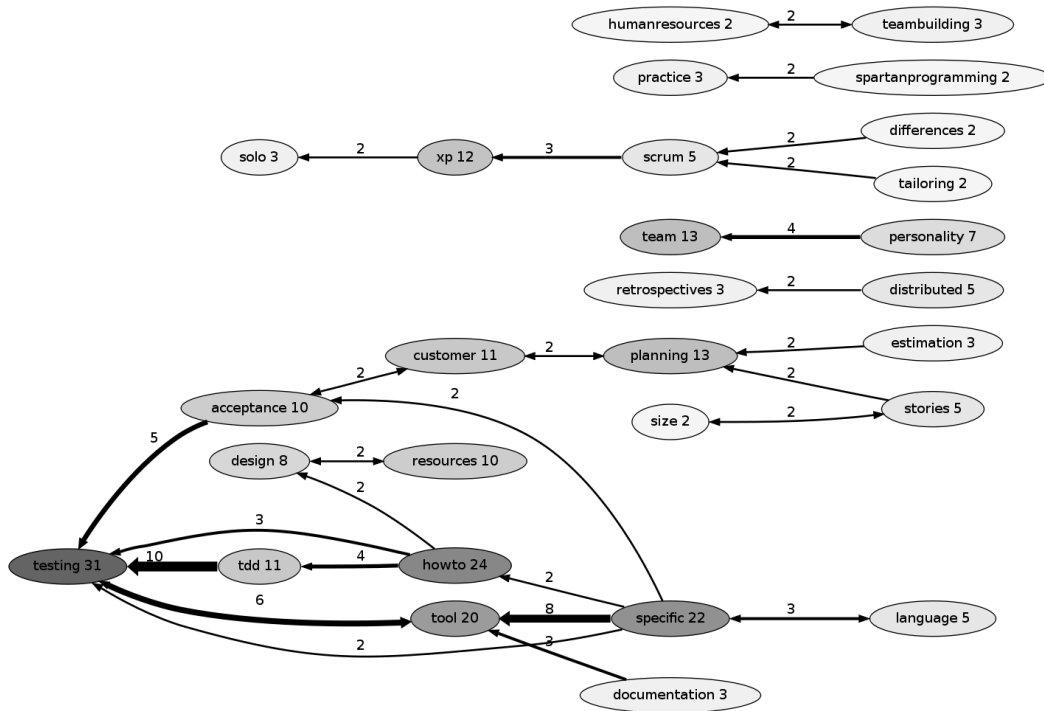 humanresources 2
2
teambuilding 3
practice 3
2
spartanprogramming 2
differences 2
2
solo 3
2
xp 12
3
scrum 5
2
tailoring 2
team 13
4
personality 7
retrospectives 3
2
distributed 5
estimation 3
2
customer 11
2
planning 13
2
2
acceptance 10
2
stories 5
size 2
2
5
design 8
2
resources 10
2
3
testing 31
10
tdd 11
4
howto 24
2
6
tool 20
8
specific 22
3
language 5
2
3
documentation 3